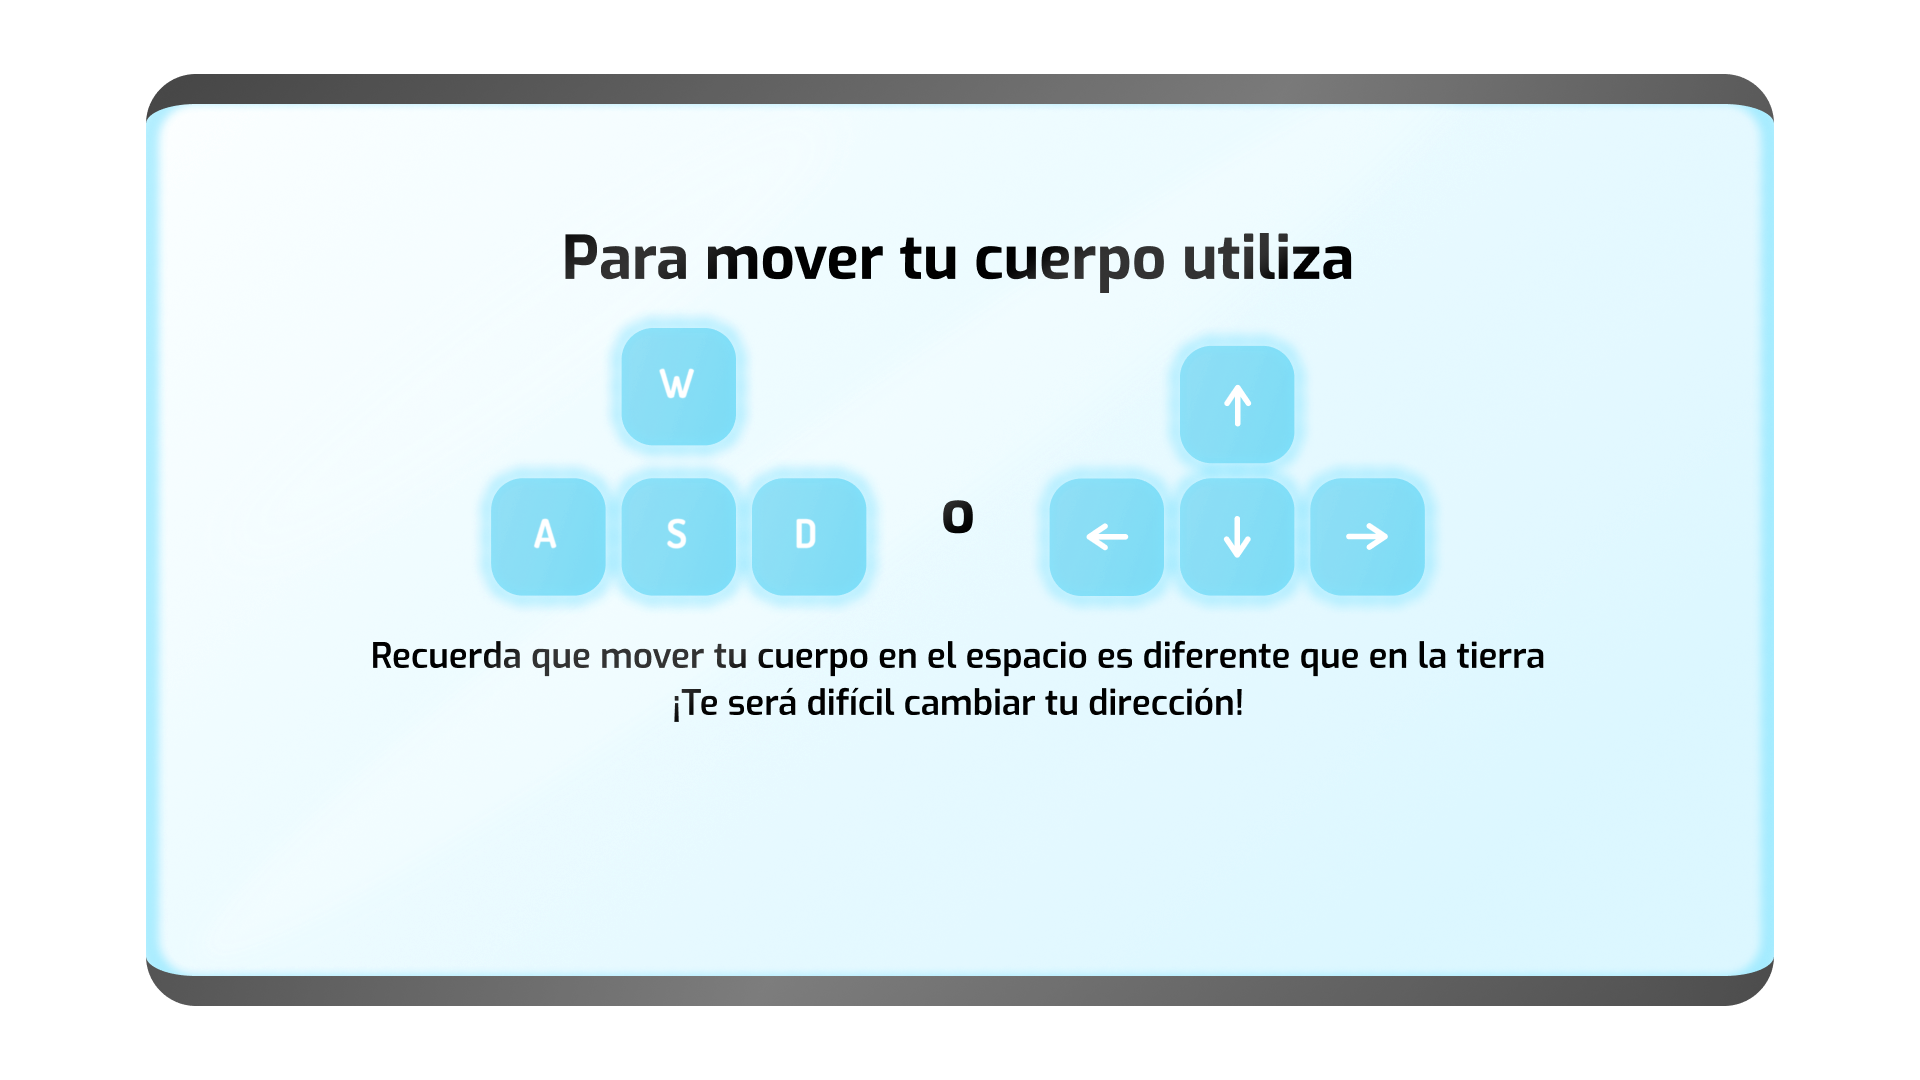 Para mover tu cuerpo utiliza
W
↑
A S D o ← ↓ →
Recuerda que mover tu cuerpo en el espacio es diferente que en la tierra
¡Te será difícil cambiar tu dirección!